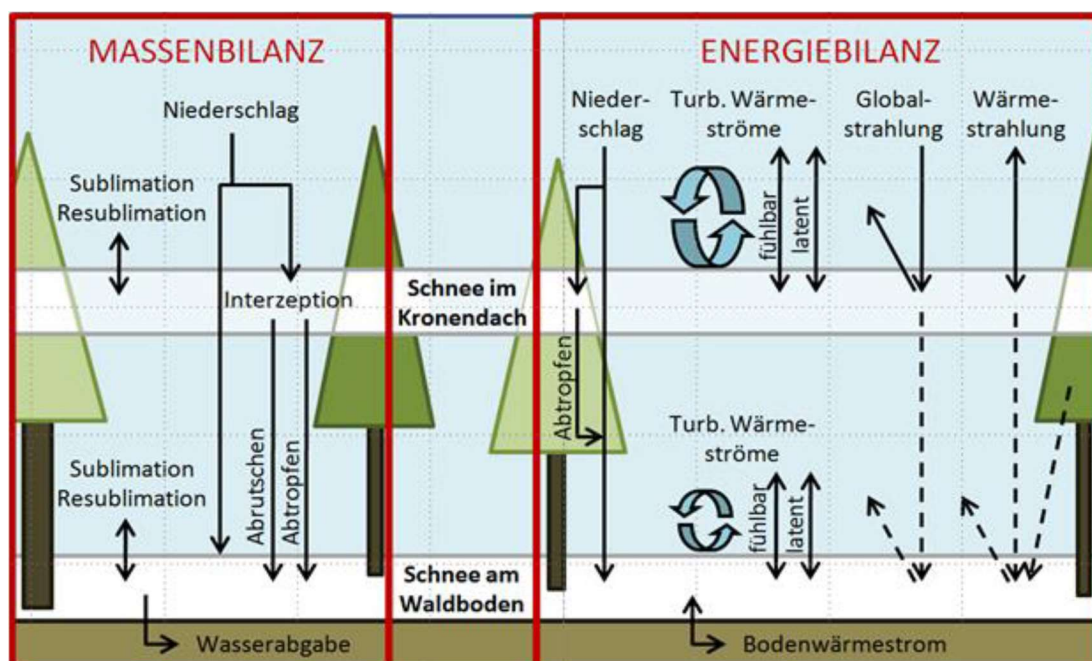 MASSENBILANZ
Niederschlag
Sublimation
Resublimation
Interzeption
Abrutschen
Abtropfen
Sublimation
Resublimation
Wasserabgabe
Schnee im
Kronendach
Schnee am
Waldboden
ENERGIEBILANZ
Nieder-
schlag
Turb. Wärme-
ströme
Global-
strahlung
Wärme-
strahlung
fühlbar
latent
Abtropfen
Turb. Wärme-
ströme
fühlbar
latent
Bodenwärmestrom